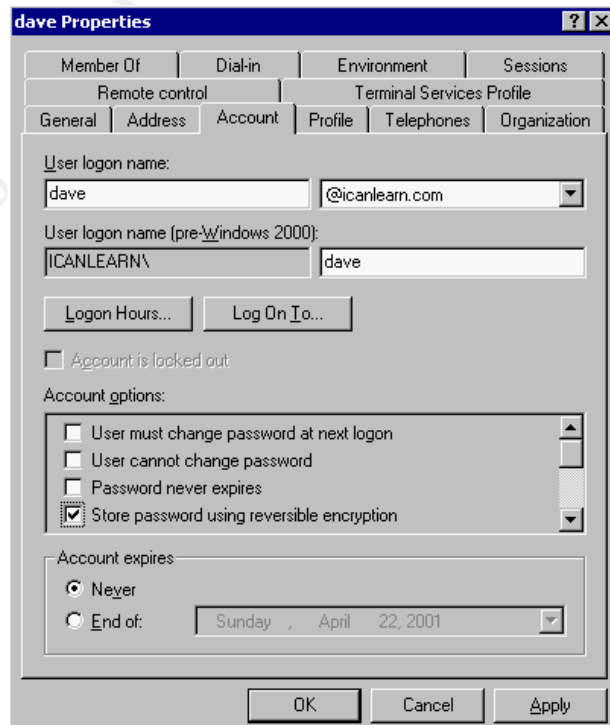 dave Properties
Member Of Dial-in Environment Sessions
Remote control Terminal Services Profile
General Address Account Profile Telephones Organization
User logon name:
dave @icanlearn.com
User logon name (pre-Windows 2000):
ICANLEARN\ dave
Logon Hours... Log On To...
Account is locked out
Account options:
User must change password at next logon
User cannot change password
Password never expires
Store password using reversible encryption
Account expires
Never
End of: Sunday , April 22, 2001
OK Cancel Apply